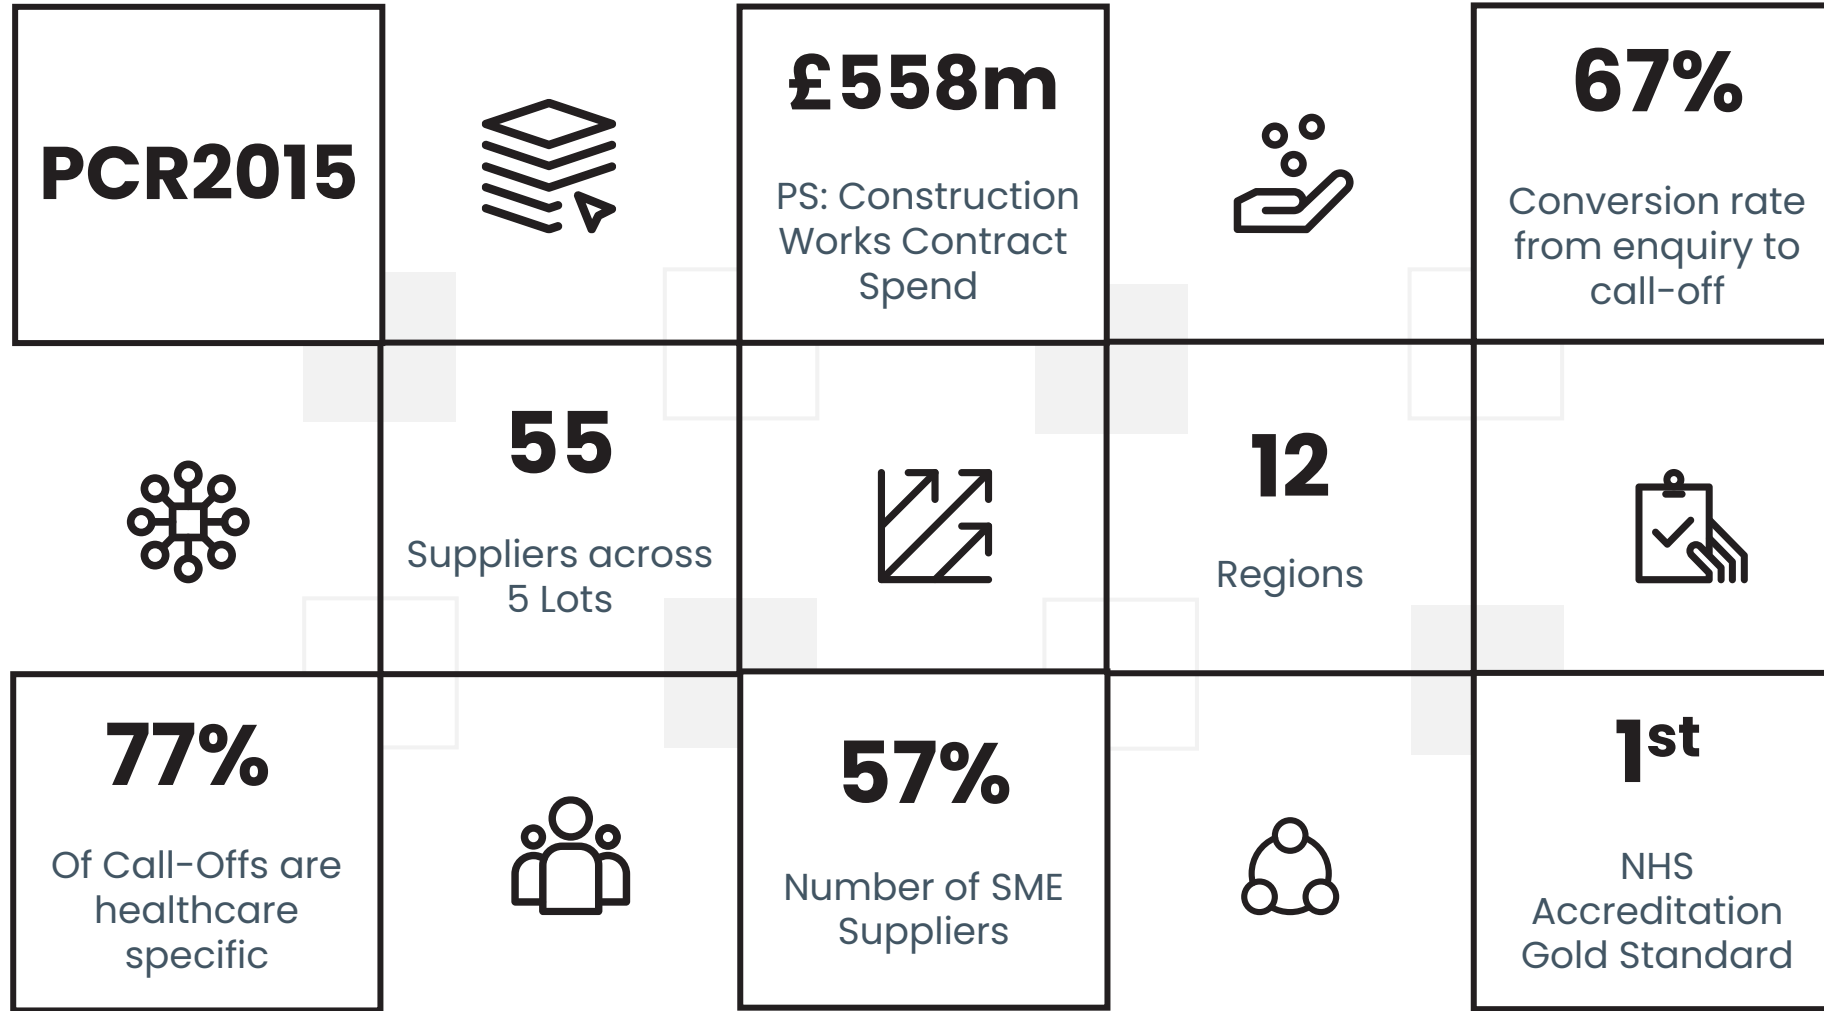 PCR2015
£558m
PS: Construction
Works Contract
Spend
67%
Conversion rate
from enquiry to
call-off
55
Suppliers across
5 Lots
12
Regions
77%
Of Call-Offs are
healthcare
specific
57%
Number of SME
Suppliers
1st
NHS
Accreditation
Gold Standard